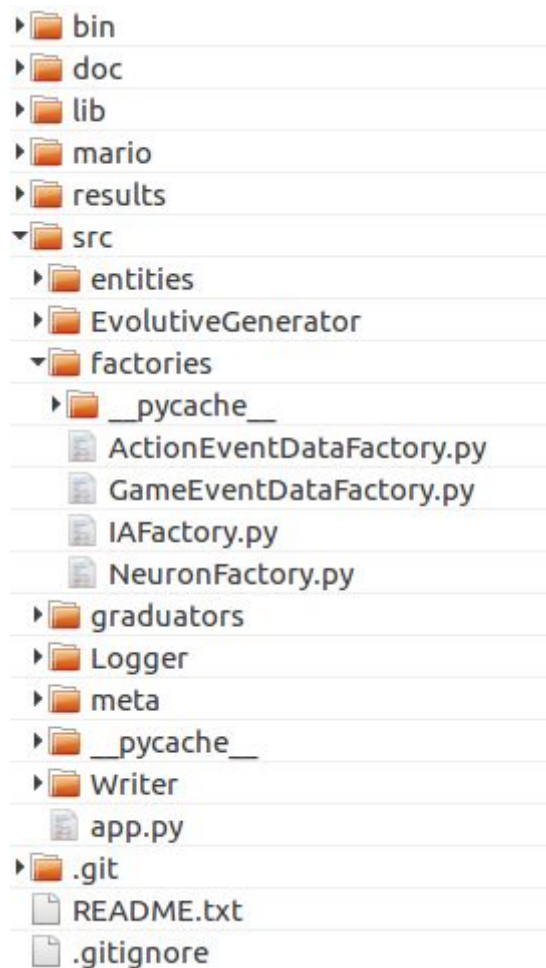 bin
doc
lib
mario
results
src
entities
EvolutiveGenerator
factories
__pycache__
ActionEventDataFactory.py
GameEventDataFactory.py
IAFactory.py
NeuronFactory.py
graduators
Logger
meta
__pycache__
Writer
app.py
.git
README.txt
.gitignore